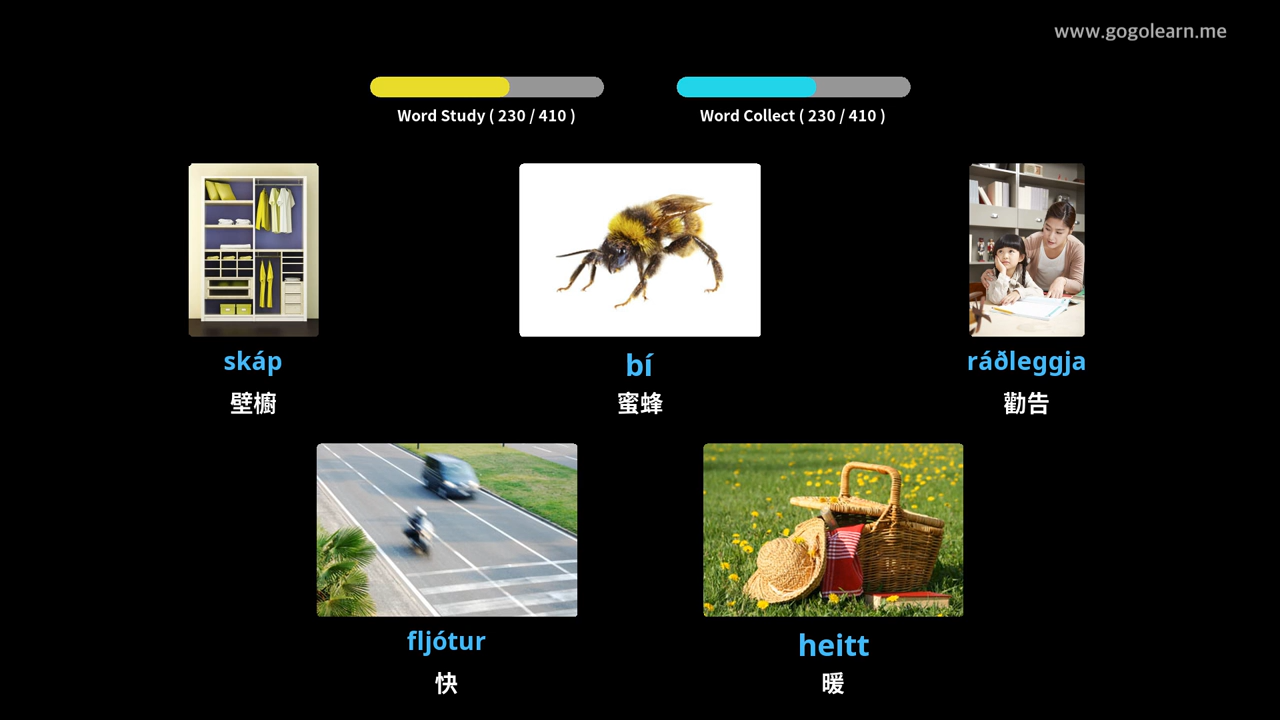 www.gogolearn.me
Word Study ( 230 / 410 )
Word Collect ( 230 / 410 )
skáp
壁櫥
bí
蜜蜂
ráðleggja
勸告
fljótur
快
heitt
暖